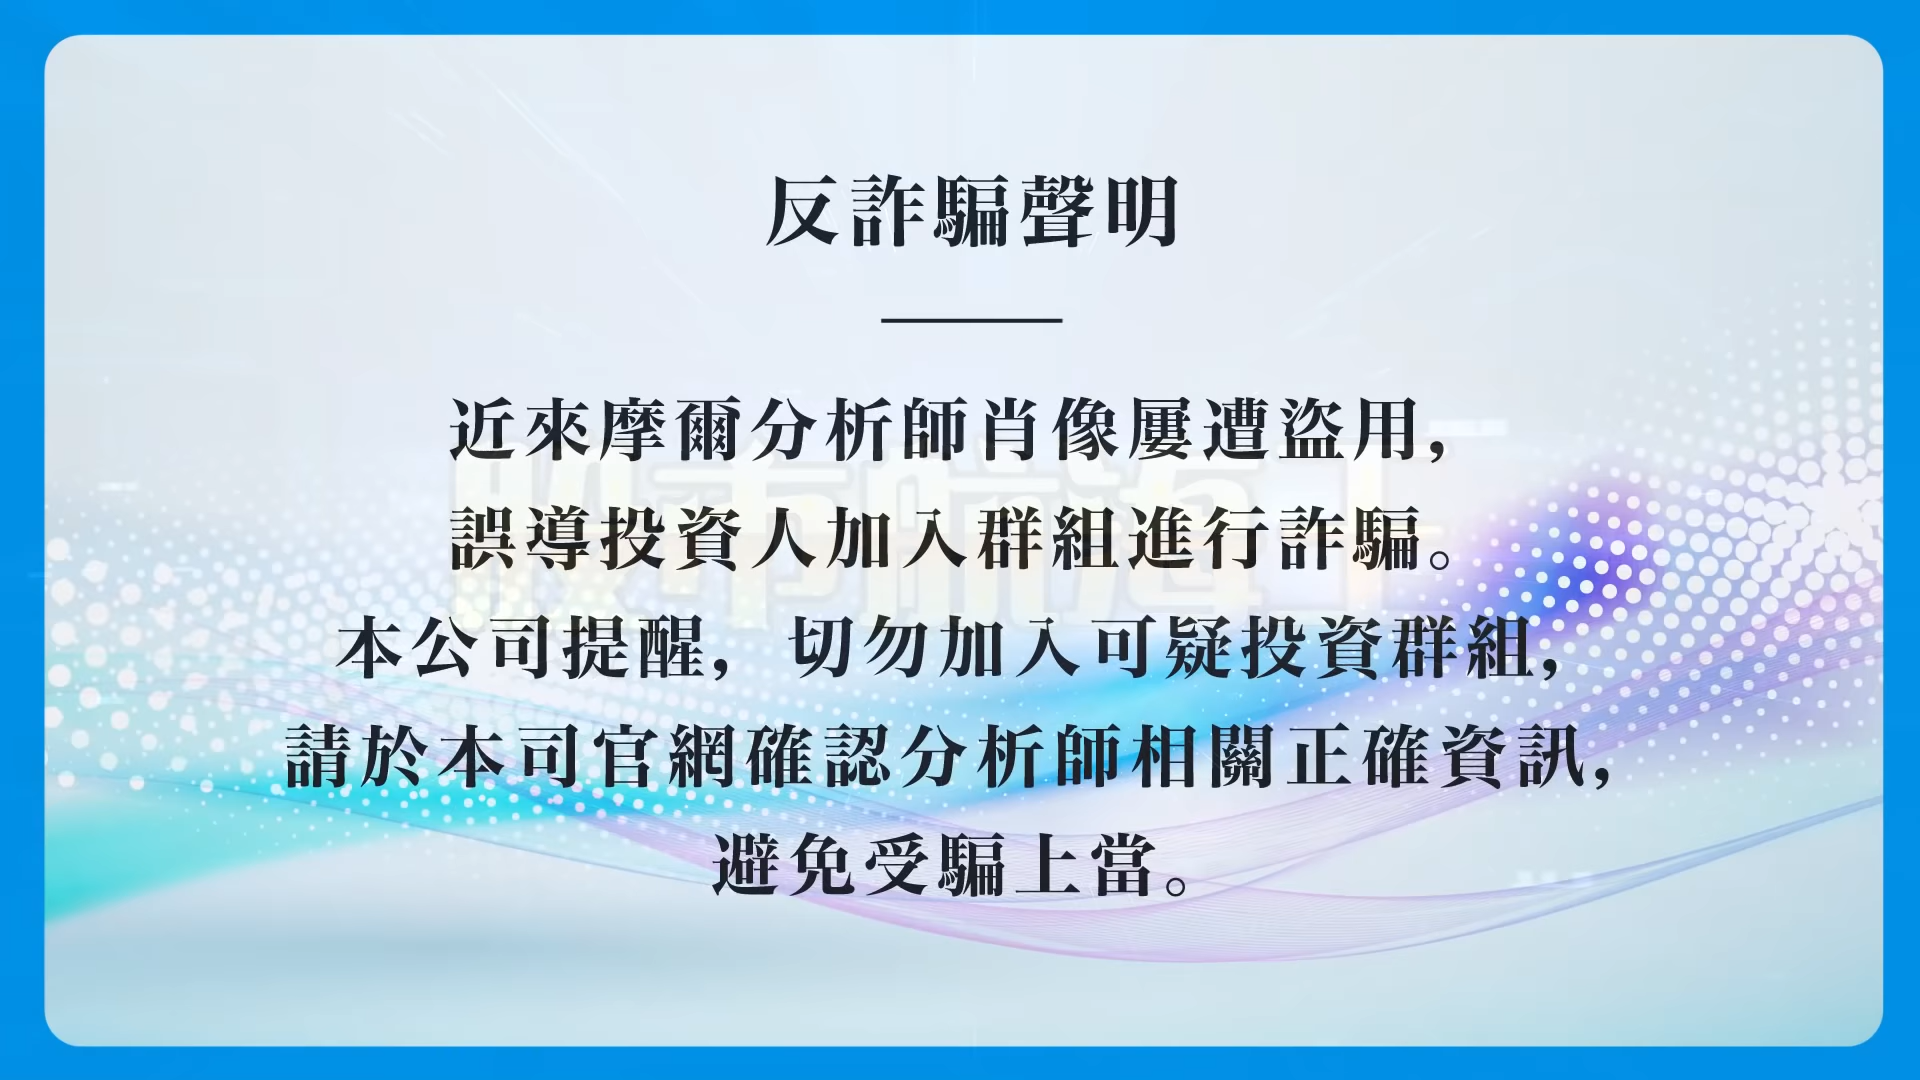 反詐騙聲明
近來摩爾分析師肖像屢遭盜用，
誤導投資人加入群組進行詐騙。
本公司提醒，切勿加入可疑投資群組，
請於本司官網確認分析師相關正確資訊，
避免受騙上當。